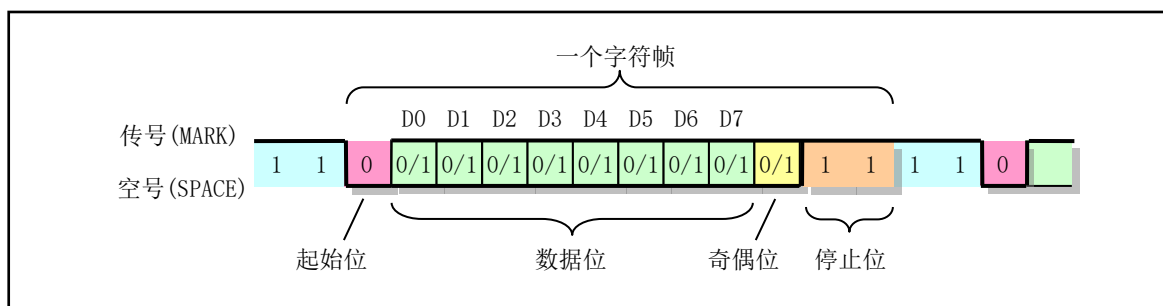 一个字符帧
D0 D1 D2 D3 D4 D5 D6 D7
传号(MARK)
1 1 0 0/1 0/1 0/1 0/1 0/1 0/1 0/1 0/1 0/1 1 1 1 1 0
空号(SPACE)
起始位 数据位 奇偶位 停止位